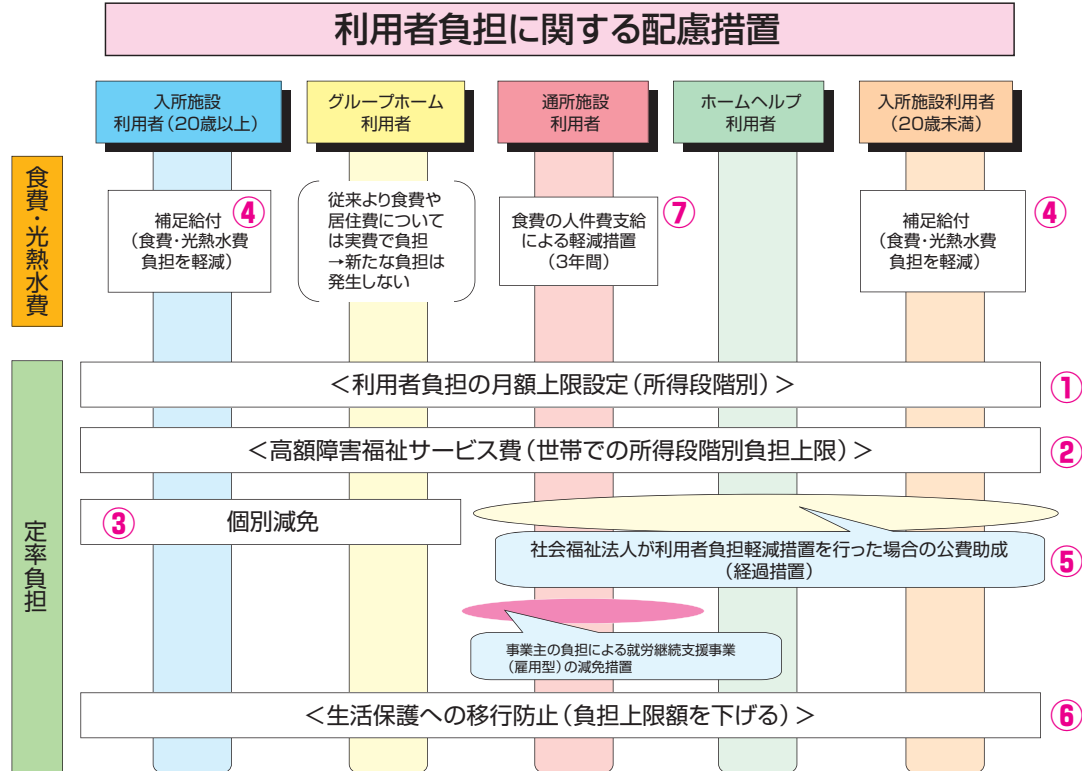 利用者負担に関する配慮措置
入所施設
利用者(20歳以上)
グループホーム
利用者
通所施設
利用者
ホームヘルプ
利用者
入所施設利用者
(20歳未満)
食費・光熱水費
補足給付
(食費・光熱水費
負担を軽減)
④
従来より食費や
居住費について
は実費で負担
→新たな負担は
発生しない
⑦
食費の人件費支給
による軽減措置
(3年間)
補足給付
(食費・光熱水費
負担を軽減)
④
定率負担
<利用者負担の月額上限設定(所得段階別)>
①
<高額障害福祉サービス費(世帯での所得段階別負担上限)>
②
③ 個別減免
社会福祉法人が利用者負担軽減措置を行った場合の公費助成
(経過措置)
⑤
事業主の負担による就労継続支援事業
(雇用型)の減免措置
<生活保護への移行防止(負担上限額を下げる)>
⑥